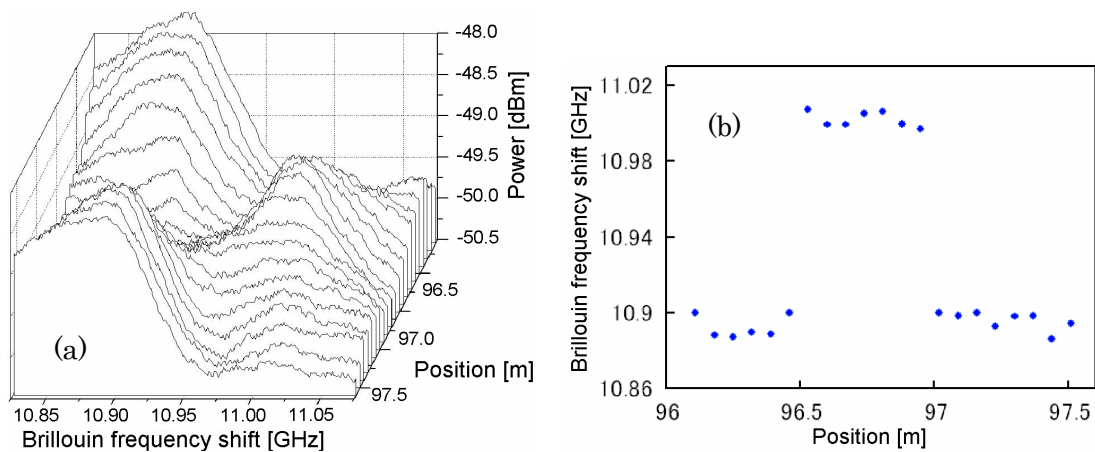 -48.0
-48.5
-49.0
-49.5
-50.0
-50.5
Power [dBm]
96.5
97.0
97.5
Position [m]
(a)
10.85 10.90 10.95 11.00 11.05
Brillouin frequency shift [GHz]
11.02
10.98
10.94
10.9
10.86
Brillouin frequency shift [GHz]
(b)
96 96.5 97 97.5
Position [m]